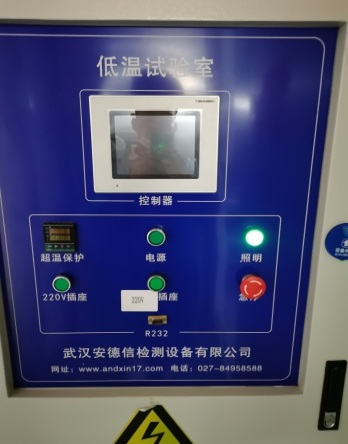 低温试验室
控制器
超温保护 电源 照明
220V插座 220V 插座 急停
R232
武汉安德信检测设备有限公司
网址：www.andxin17.com 电话：027-84958588